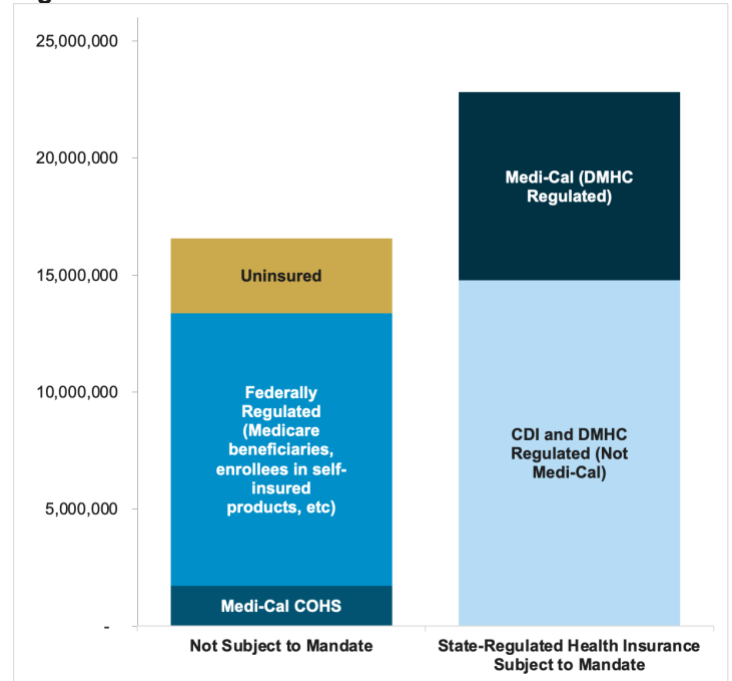 25,000,000
20,000,000
15,000,000
10,000,000
5,000,000
-
Uninsured
Federally
Regulated
(Medicare
beneficiaries,
enrollees in self-
insured
products, etc)
Medi-Cal COHS
Medi-Cal (DMHC
Regulated)
CDI and DMHC
Regulated (Not
Medi-Cal)
Not Subject to Mandate
State-Regulated Health Insurance
Subject to Mandate